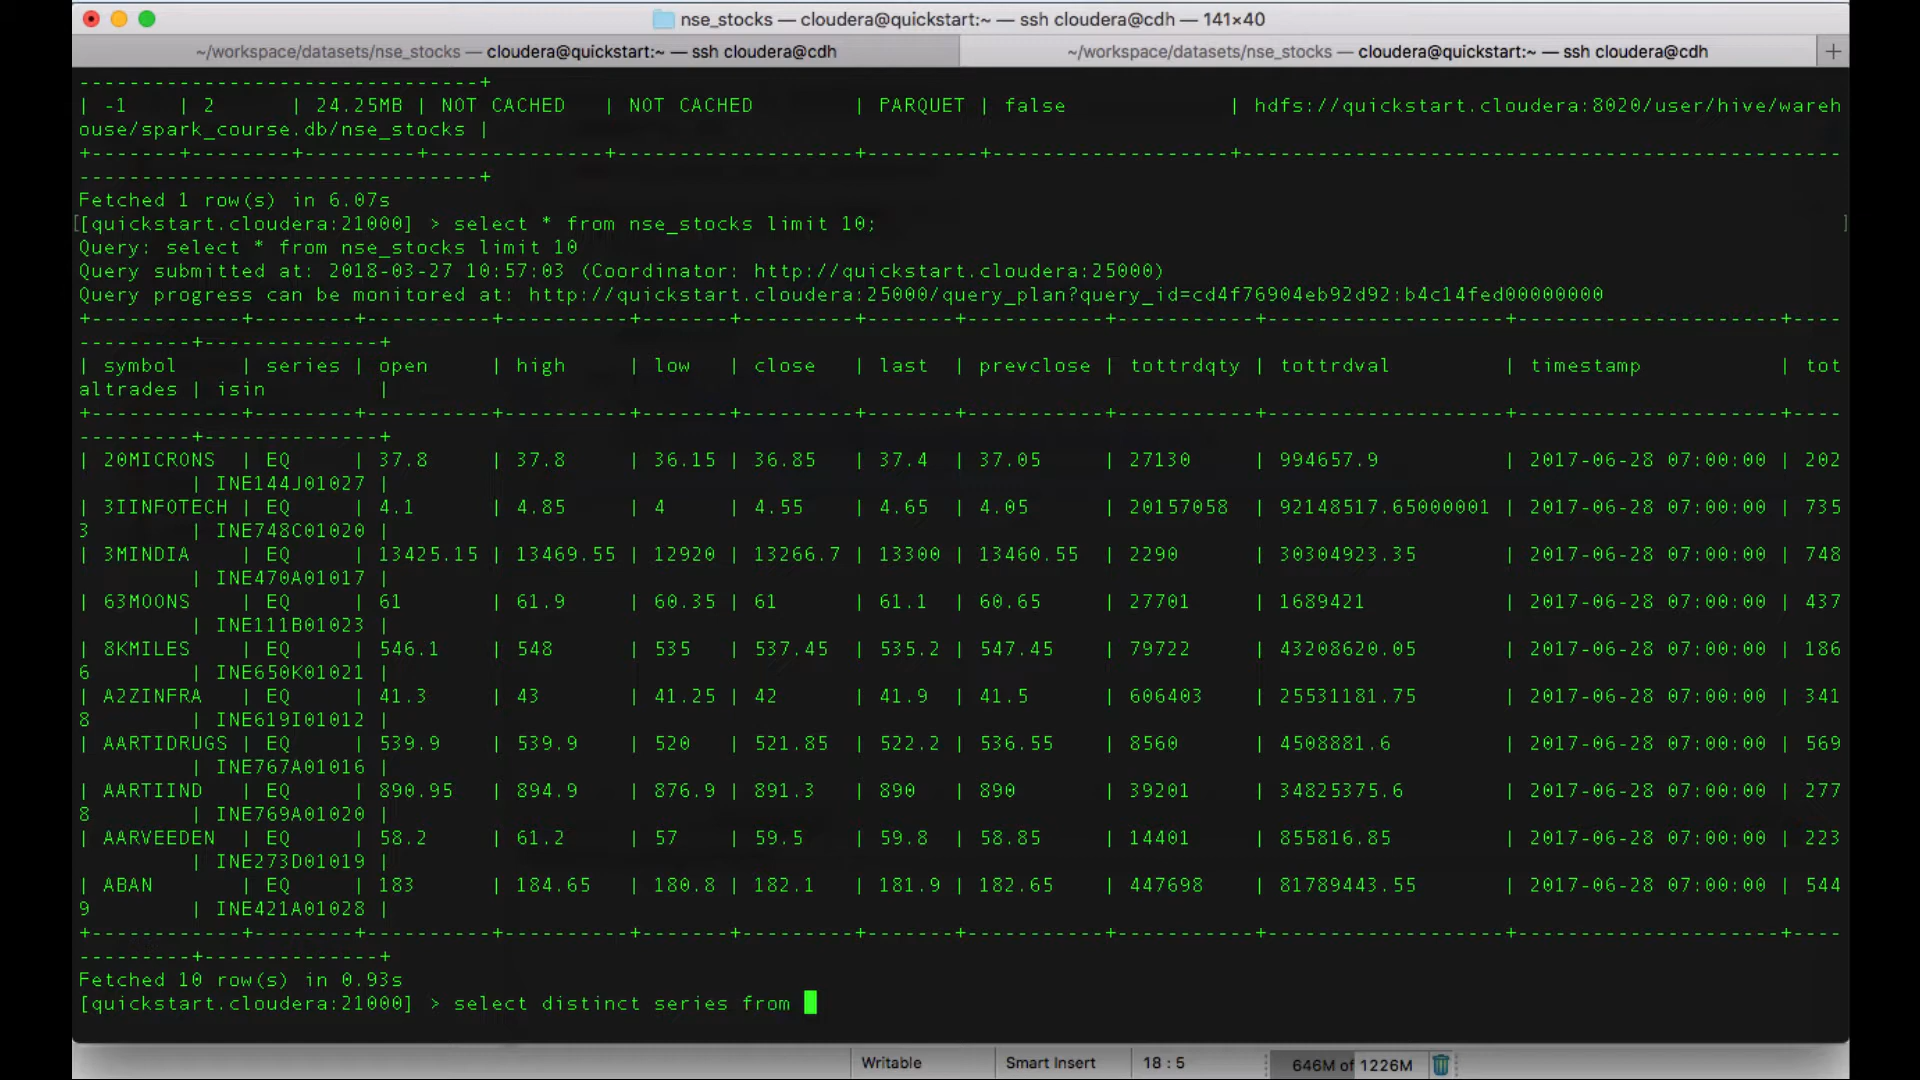 nse_stocks — cloudera@quickstart:~ — ssh cloudera@cdh — 141×40
~/workspace/datasets/nse_stocks — cloudera@quickstart:~ — ssh cloudera@cdh
~/workspace/datasets/nse_stocks — cloudera@quickstart:~ — ssh cloudera@cdh
--------------------------------+
| -1    | 2      | 24.25MB | NOT CACHED   | NOT CACHED        | PARQUET | false             | hdfs://quickstart.cloudera:8020/user/hive/wareh
ouse/spark_course.db/nse_stocks |
+-------+--------+---------+--------------+-------------------+---------+-------------------+------------------------------------------------
--------------------------------+
Fetched 1 row(s) in 6.07s
[[quickstart.cloudera:21000] > select * from nse_stocks limit 10; ]
Query: select * from nse_stocks limit 10
Query submitted at: 2018-03-27 10:57:03 (Coordinator: http://quickstart.cloudera:25000)
Query progress can be monitored at: http://quickstart.cloudera:25000/query_plan?query_id=cd4f76904eb92d92:b4c14fed00000000
+------------+--------+----------+----------+-------+---------+-------+-----------+-----------+-------------------+---------------------+----
---------+--------------+
| symbol     | series | open     | high     | low   | close   | last  | prevclose | tottrdqty | tottrdval         | timestamp           | tot
altrades | isin         |
+------------+--------+----------+----------+-------+---------+-------+-----------+-----------+-------------------+---------------------+----
---------+--------------+
| 20MICRONS  | EQ     | 37.8     | 37.8     | 36.15 | 36.85   | 37.4  | 37.05     | 27130     | 994657.9          | 2017-06-28 07:00:00 | 202
         | INE144J01027 |
| 3IINFOTECH | EQ     | 4.1      | 4.85     | 4     | 4.55    | 4.65  | 4.05      | 20157058  | 92148517.65000001 | 2017-06-28 07:00:00 | 735
3        | INE748C01020 |
| 3MINDIA    | EQ     | 13425.15 | 13469.55 | 12920 | 13266.7 | 13300 | 13460.55  | 2290      | 30304923.35       | 2017-06-28 07:00:00 | 748
         | INE470A01017 |
| 63MOONS    | EQ     | 61       | 61.9     | 60.35 | 61      | 61.1  | 60.65     | 27701     | 1689421           | 2017-06-28 07:00:00 | 437
         | INE111B01023 |
| 8KMILES    | EQ     | 546.1    | 548      | 535   | 537.45  | 535.2 | 547.45    | 79722     | 43208620.05       | 2017-06-28 07:00:00 | 186
6        | INE650K01021 |
| A2ZINFRA   | EQ     | 41.3     | 43       | 41.25 | 42      | 41.9  | 41.5      | 606403    | 25531181.75       | 2017-06-28 07:00:00 | 341
8        | INE619I01012 |
| AARTIDRUGS | EQ     | 539.9    | 539.9    | 520   | 521.85  | 522.2 | 536.55    | 8560      | 4508881.6         | 2017-06-28 07:00:00 | 569
         | INE767A01016 |
| AARTIIND   | EQ     | 890.95   | 894.9    | 876.9 | 891.3   | 890   | 890       | 39201     | 34825375.6        | 2017-06-28 07:00:00 | 277
8        | INE769A01020 |
| AARVEEDEN  | EQ     | 58.2     | 61.2     | 57    | 59.5    | 59.8  | 58.85     | 14401     | 855816.85         | 2017-06-28 07:00:00 | 223
         | INE273D01019 |
| ABAN       | EQ     | 183      | 184.65   | 180.8 | 182.1   | 181.9 | 182.65    | 447698    | 81789443.55       | 2017-06-28 07:00:00 | 544
9        | INE421A01028 |
+------------+--------+----------+----------+-------+---------+-------+-----------+-----------+-------------------+---------------------+----
---------+--------------+
Fetched 10 row(s) in 0.93s
[quickstart.cloudera:21000] > select distinct series from
Writable Smart Insert 18 : 5 646M of 1226M